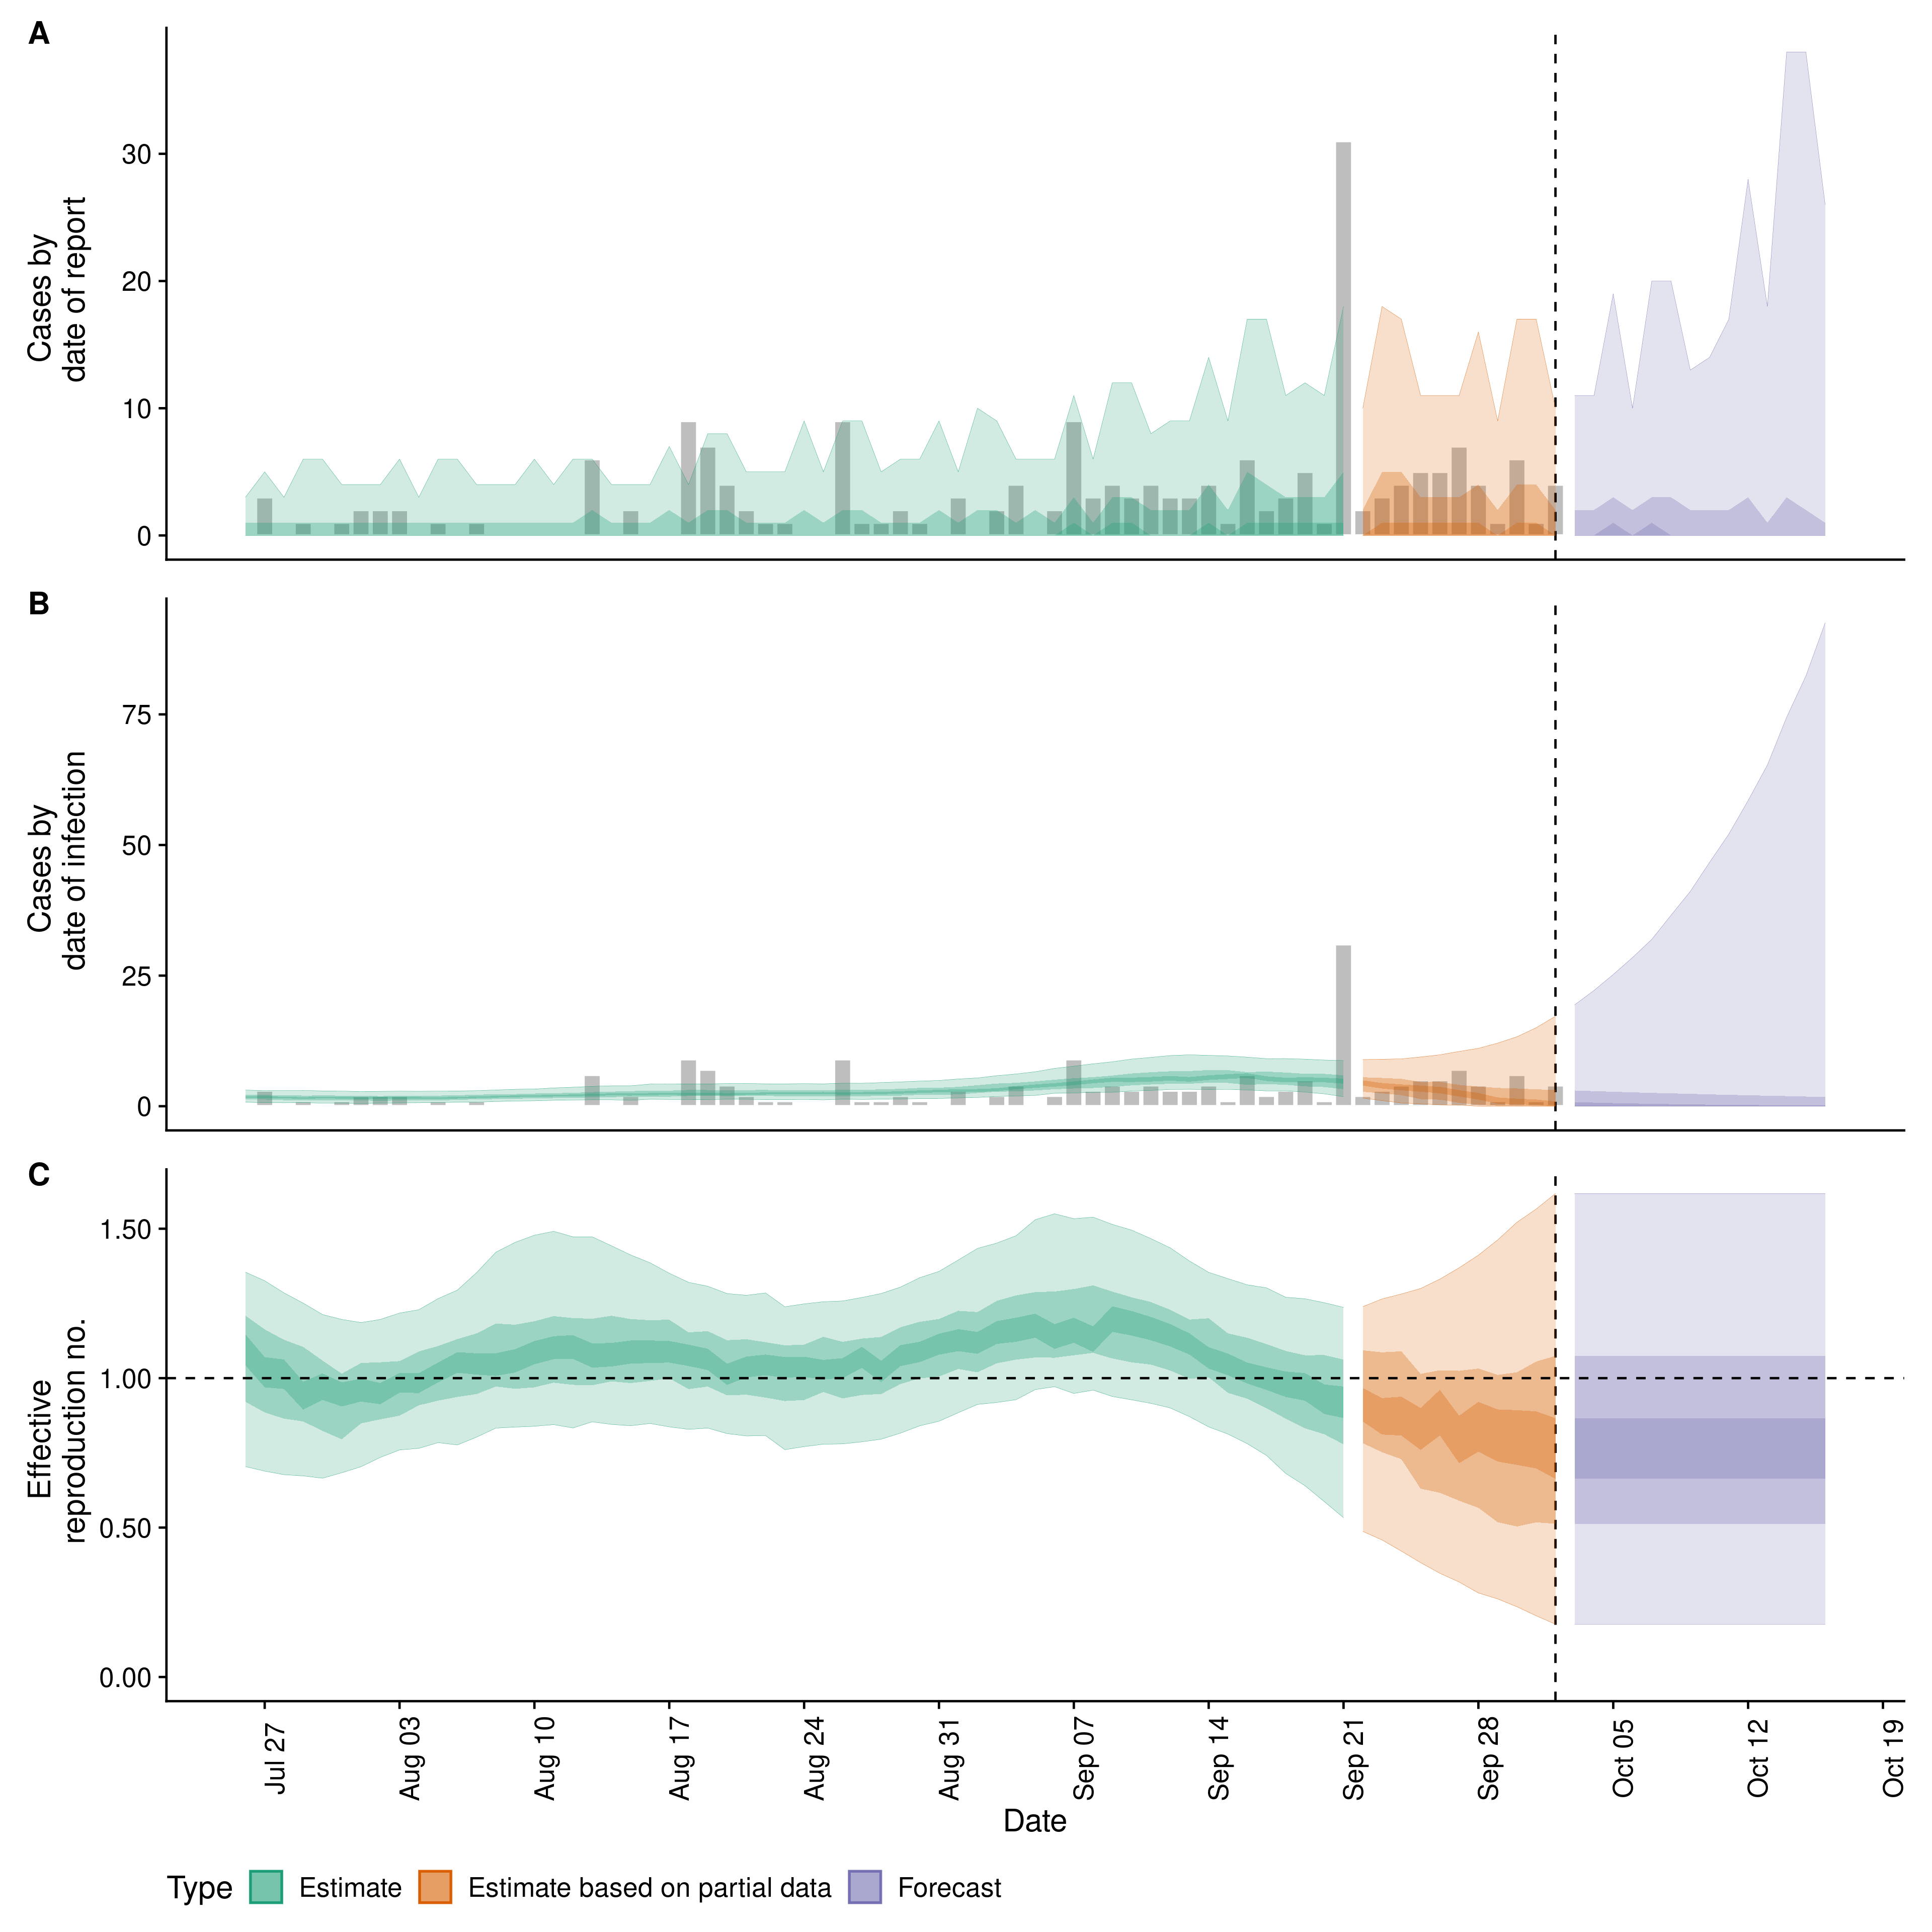 A
Cases by
date of report
30
20
10
0
B
Cases by
date of infection
75
50
25
0
C
Effective
reproduction no.
1.50
1.00
0.50
0.00
Jul 27
Aug 03
Aug 10
Aug 17
Aug 24
Aug 31
Sep 07
Sep 14
Sep 21
Sep 28
Oct 05
Oct 12
Oct 19
Date
Type Estimate Estimate based on partial data Forecast